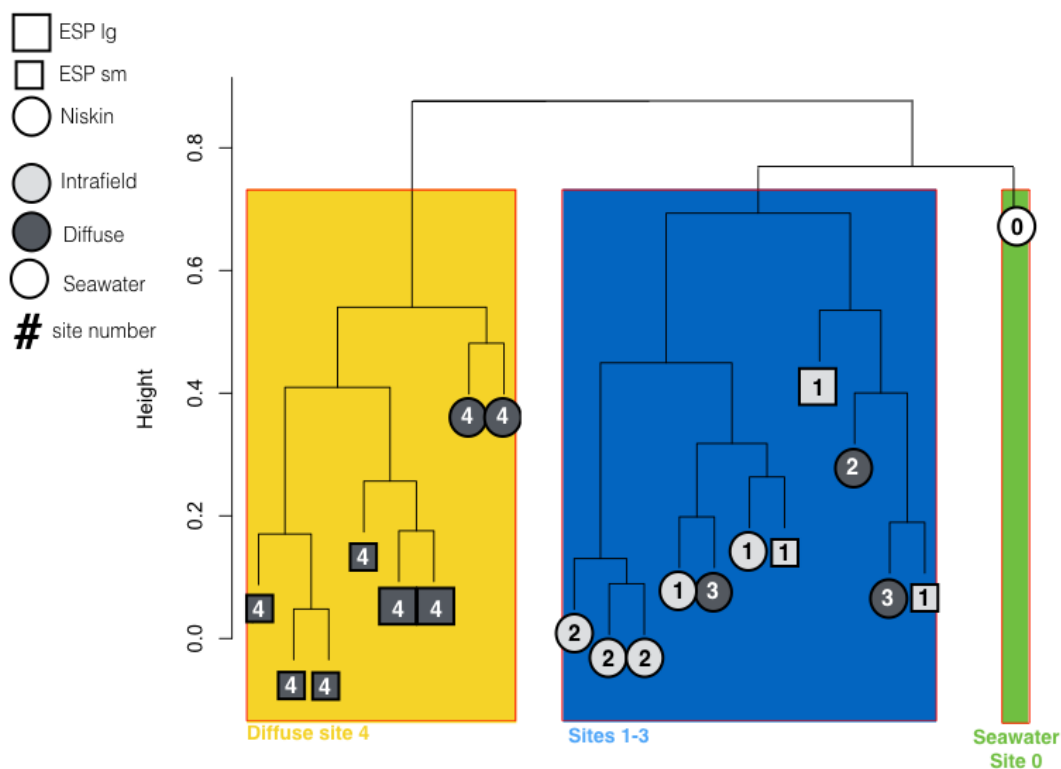 ESP lg
ESP sm
Niskin
Intrafield
Diffuse
Seawater
# site number
Height
0.8
0.6
0.4
0.2
0.0
0
4 4
1
2
4
1 1
4
4 4
1 3
3 1
2
2 2
4 4
Diffuse site 4
Sites 1-3
Seawater
Site 0